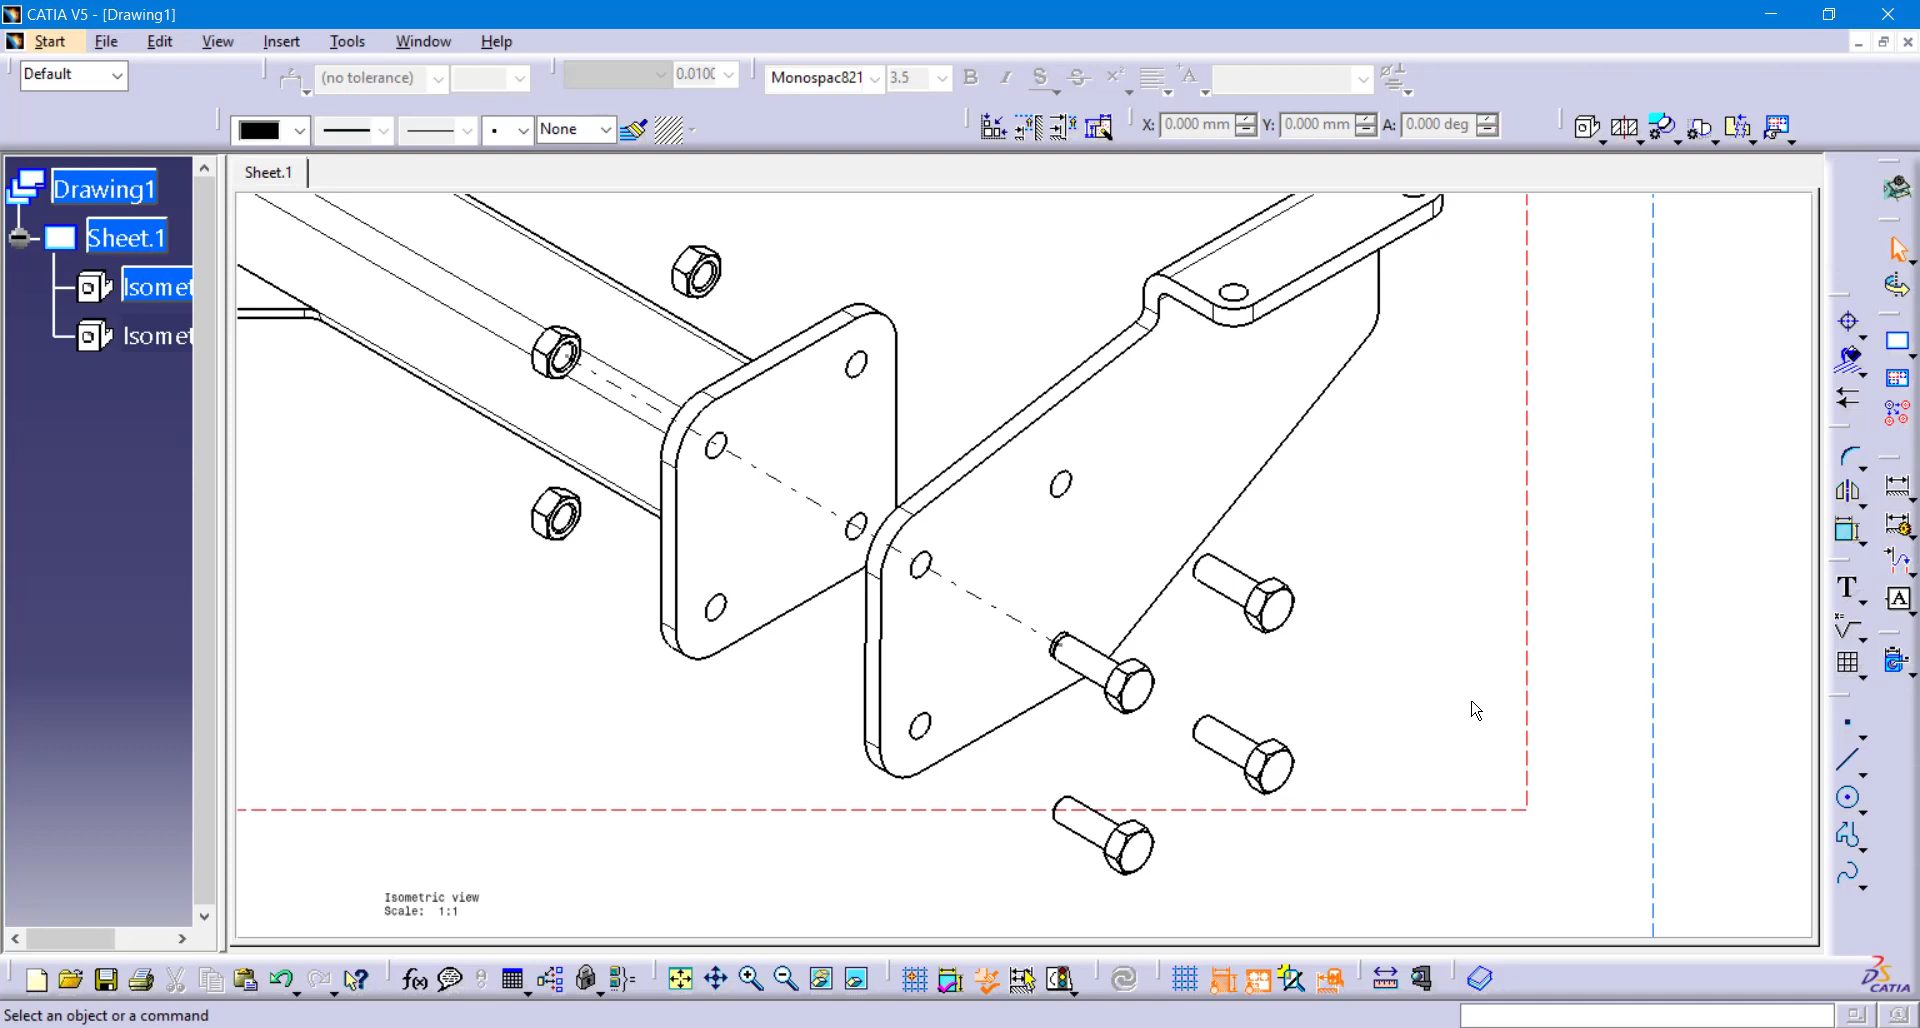 CATIA V5 - [Drawing1]
Start File Edit View Insert Tools Window Help
Default
(no tolerance)
0.010
Monospac821
3.5
B I S S
None
X: 0.000 mm Y: 0.000 mm A: 0.000 deg
Sheet.1
Drawing1
Sheet.1
Isomet
Isomet
T
A
Isometric view
Scale: 1:1
f(x)
CATIA
Select an object or a command